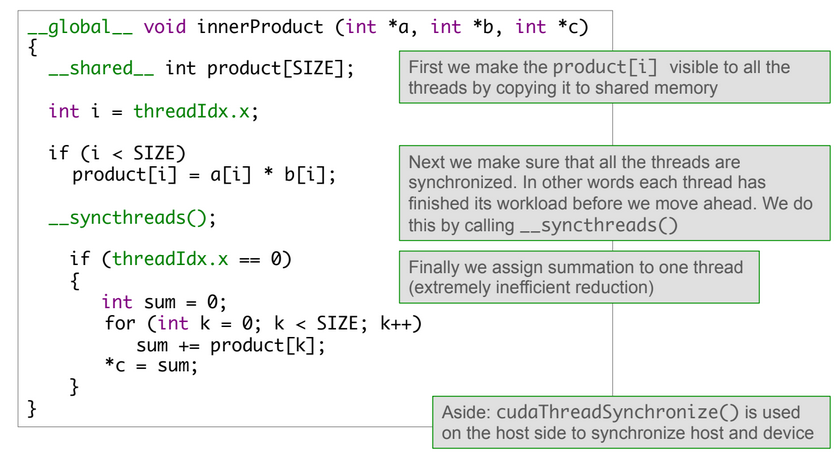 __global__ void innerProduct (int *a, int *b, int *c)
{
__shared__ int product[SIZE];
First we make the product[i] visible to all the
threads by copying it to shared memory
int i = threadIdx.x;
if (i < SIZE)
product[i] = a[i] * b[i];
Next we make sure that all the threads are
synchronized. In other words each thread has
finished its workload before we move ahead. We do
this by calling __syncthreads()
__syncthreads();
if (threadIdx.x == 0)
{
Finally we assign summation to one thread
(extremely inefficient reduction)
int sum = 0;
for (int k = 0; k < SIZE; k++)
sum += product[k];
*c = sum;
}
}
Aside: cudaThreadSynchronize() is used
on the host side to synchronize host and device